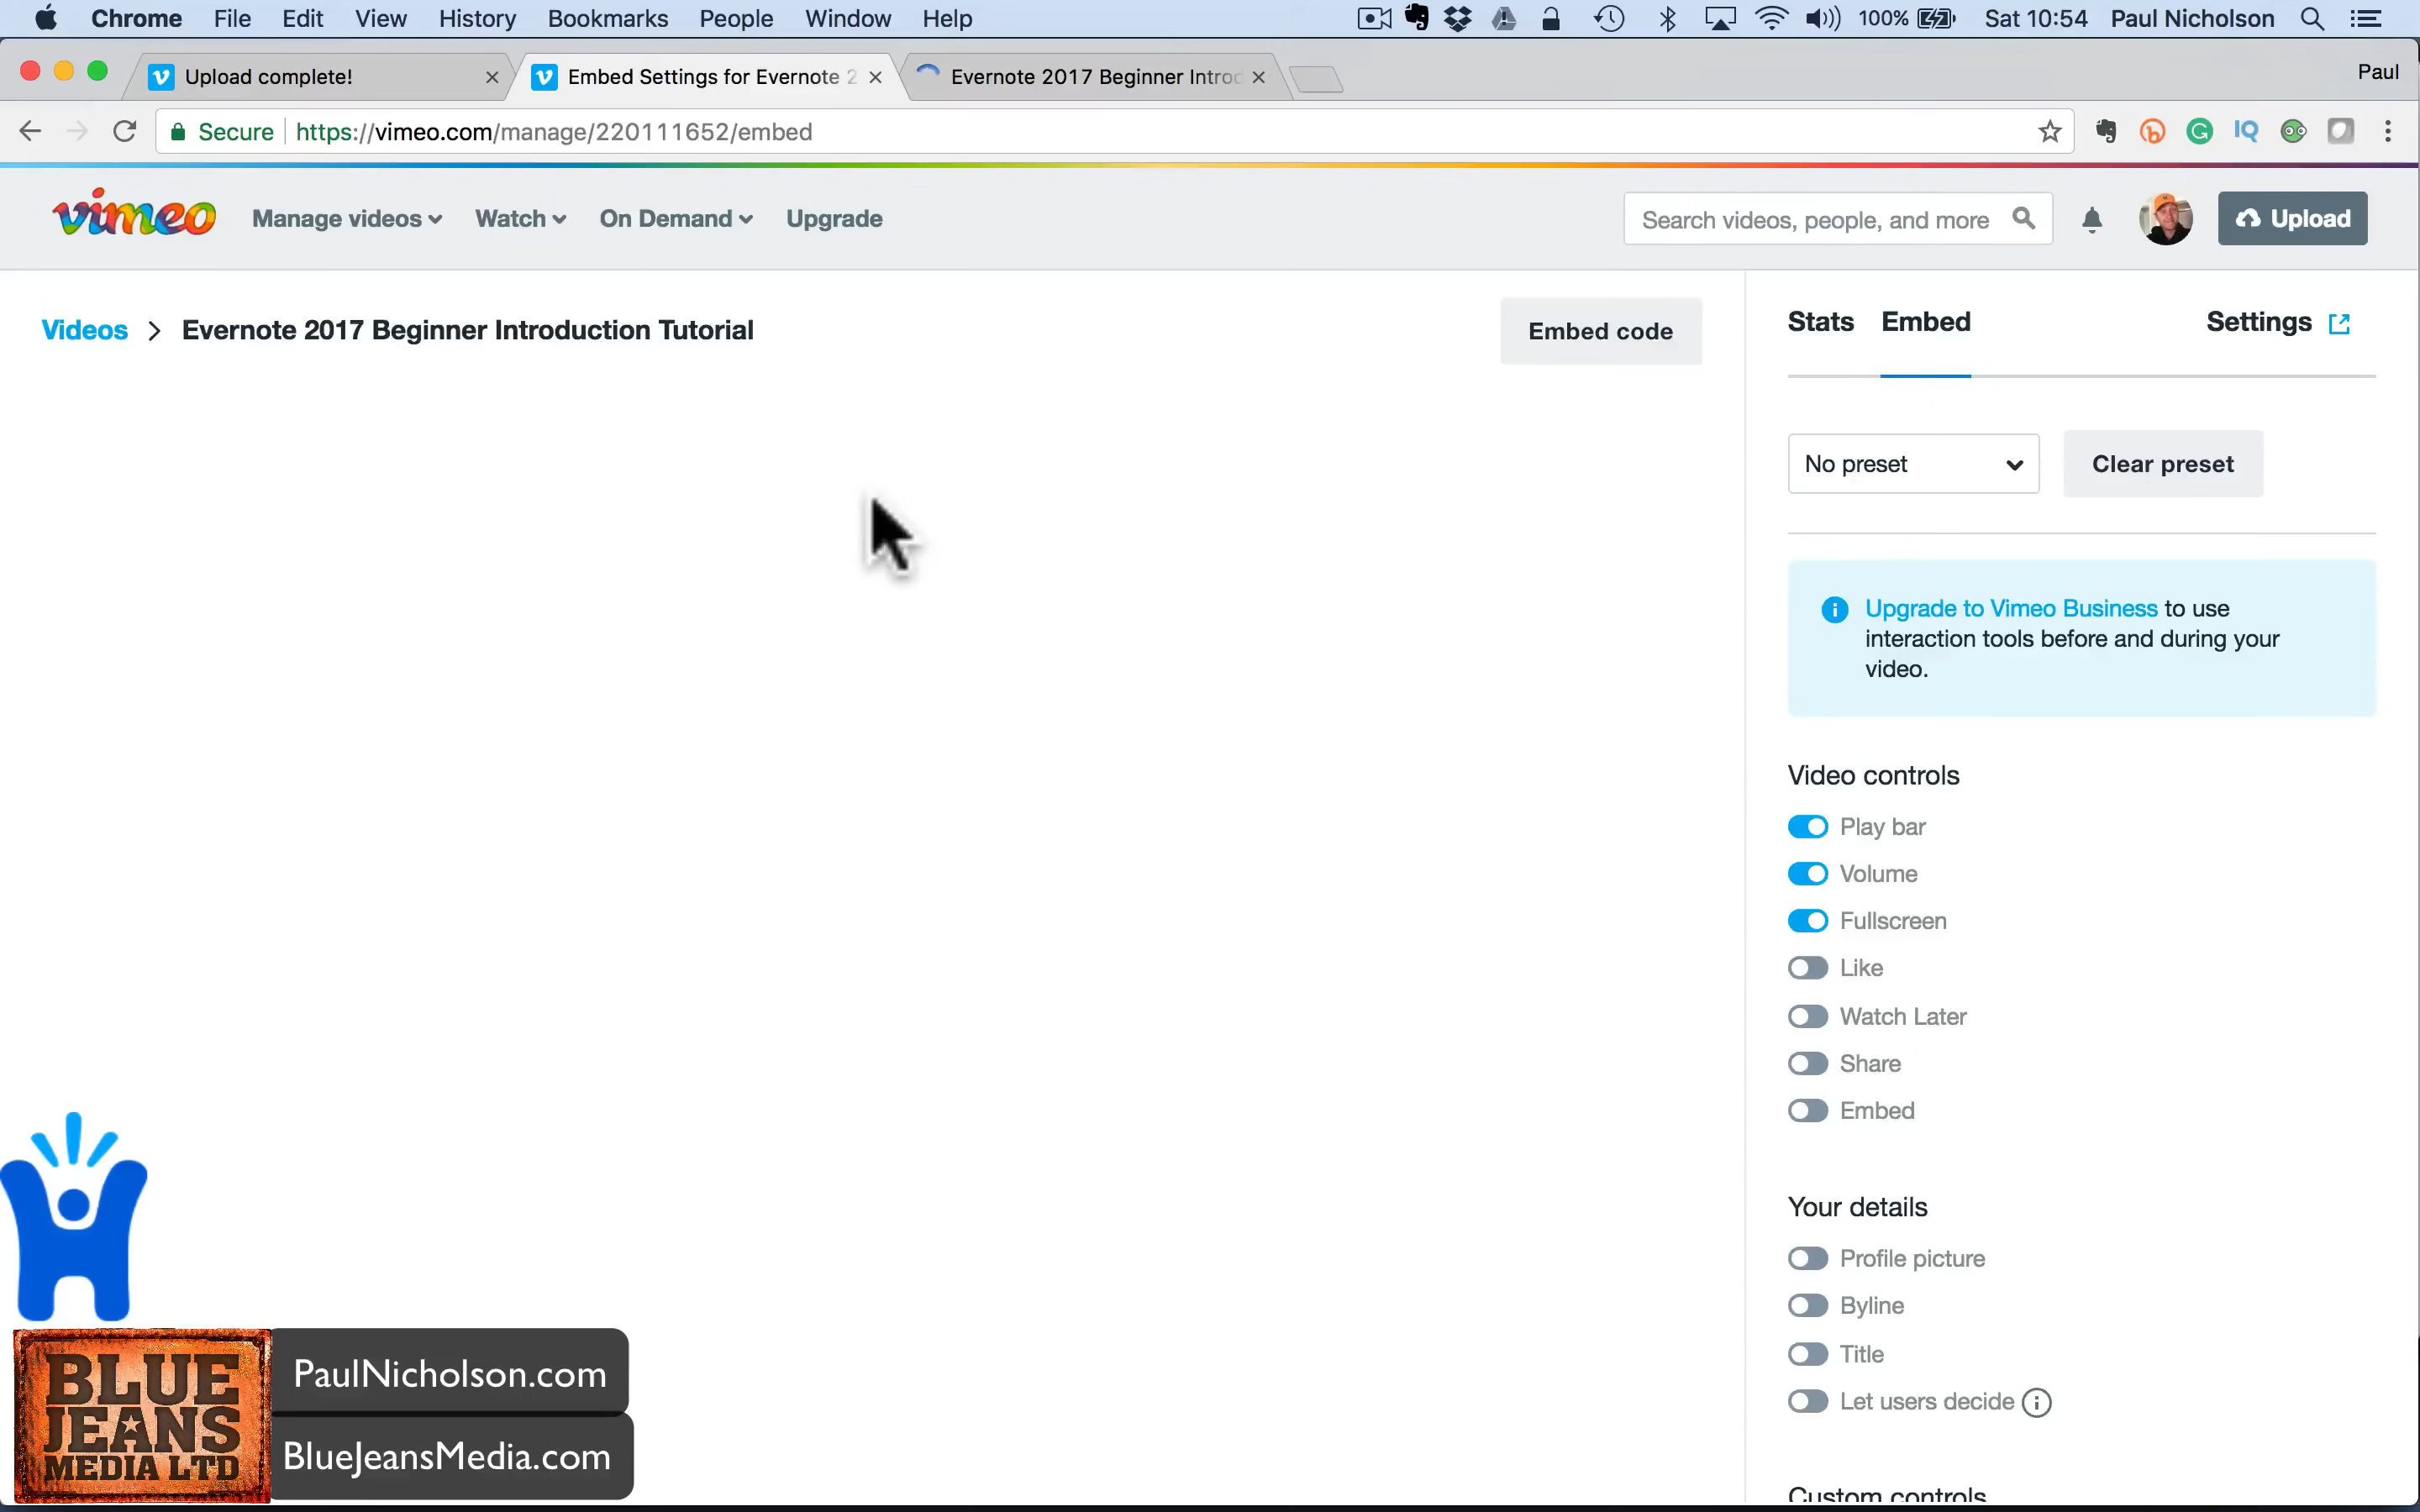 Chrome File Edit View History Bookmarks People Window Help 100% Sat 10:54 Paul Nicholson
Upload complete! Embed Settings for Evernote 2 Evernote 2017 Beginner Introd Paul
Secure https://vimeo.com/manage/220111652/embed IQ
vimeo Manage videos Watch On Demand Upgrade Search videos, people, and more Upload
Videos > Evernote 2017 Beginner Introduction Tutorial Embed code
Stats Embed Settings
No preset Clear preset
Upgrade to Vimeo Business to use
interaction tools before and during your
video.
Video controls
Play bar
Volume
Fullscreen
Like
Watch Later
Share
Embed
Your details
Profile picture
Byline
Title
Let users decide
Custom controls
BLUE
JEANS
MEDIA LTD
PaulNicholson.com
BlueJeansMedia.com